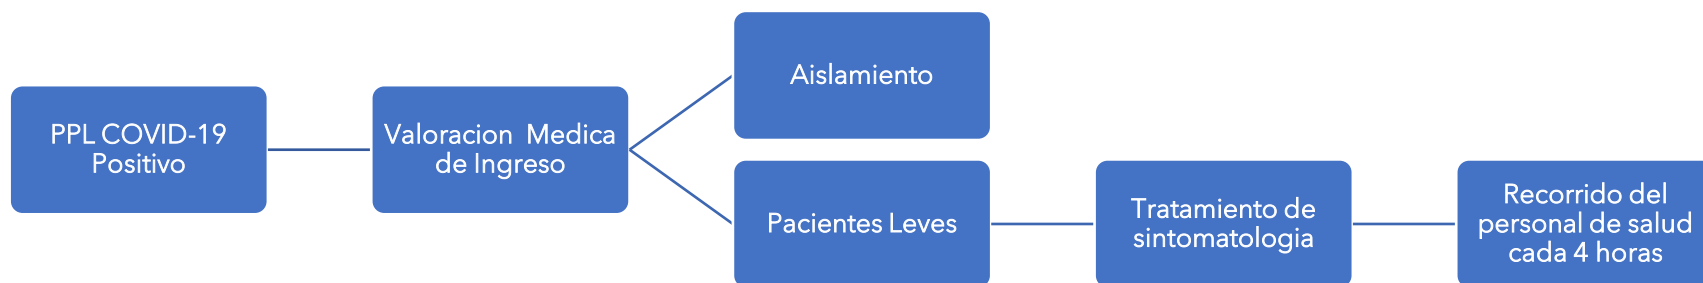 PPL COVID-19
Positivo
Valoracion Medica
de Ingreso
Aislamiento
Pacientes Leves
Tratamiento de
sintomatologia
Recorrido del
personal de salud
cada 4 horas